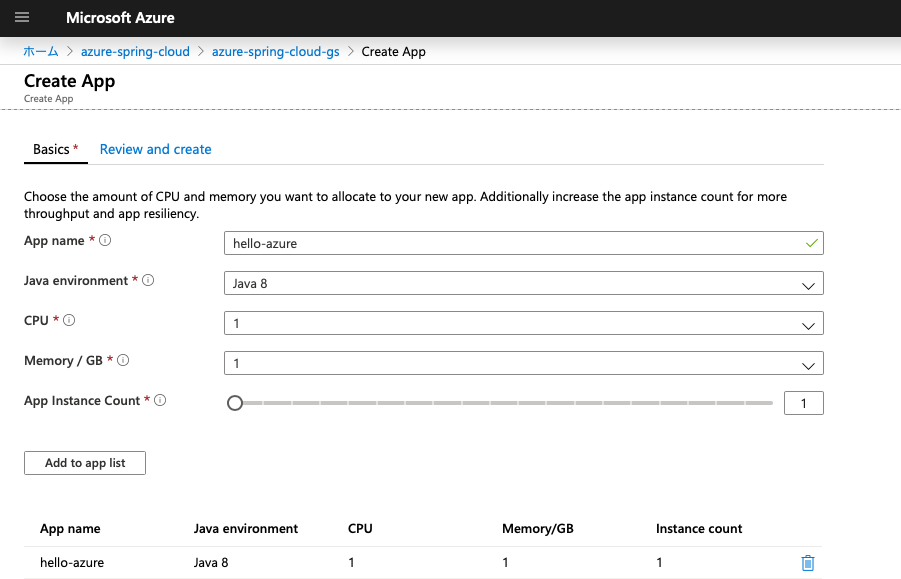 Microsoft Azure
ホーム > azure-spring-cloud > azure-spring-cloud-gs > Create App
Create App
Create App
Basics * Review and create
Choose the amount of CPU and memory you want to allocate to your new app. Additionally increase the app instance count for more
throughput and app resiliency.
App name * hello-azure
Java environment * Java 8
CPU * 1
Memory / GB * 1
App Instance Count * 1
Add to app list
App name Java environment CPU Memory/GB Instance count
hello-azure Java 8 1 1 1